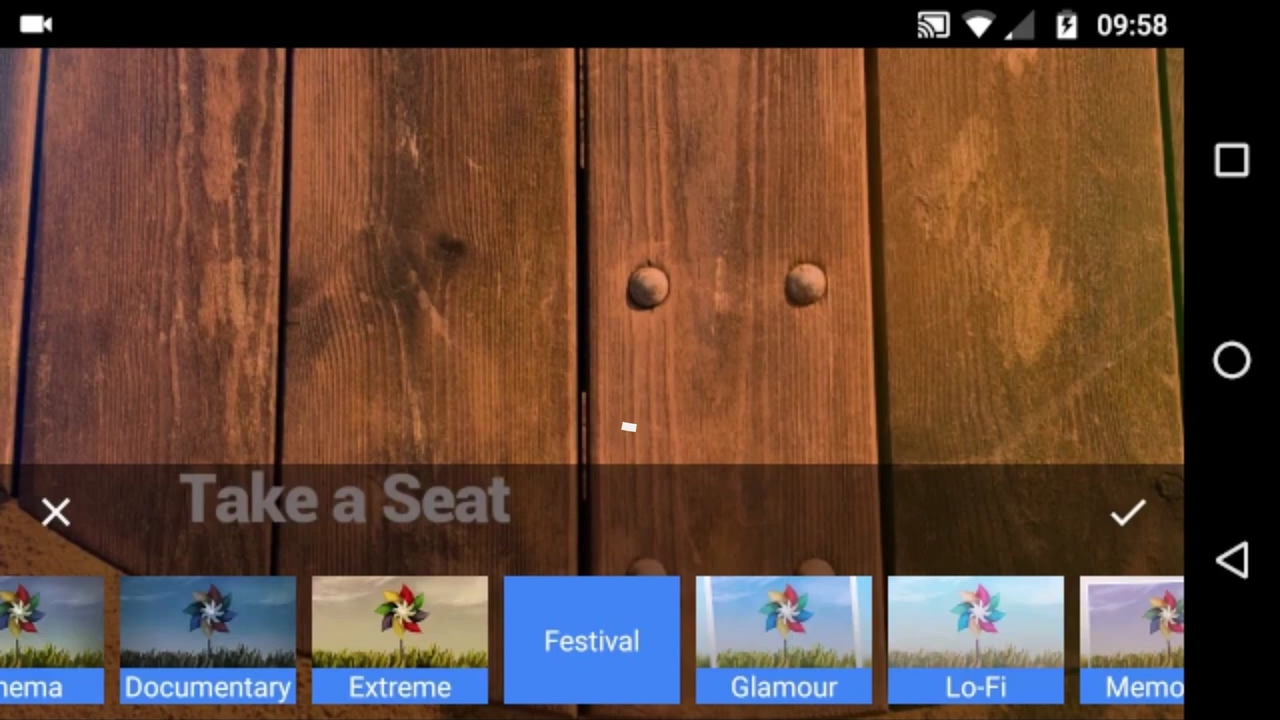 09:58
Take a Seat
Festival
nema
Documentary
Extreme
Glamour
Lo-Fi
Memo